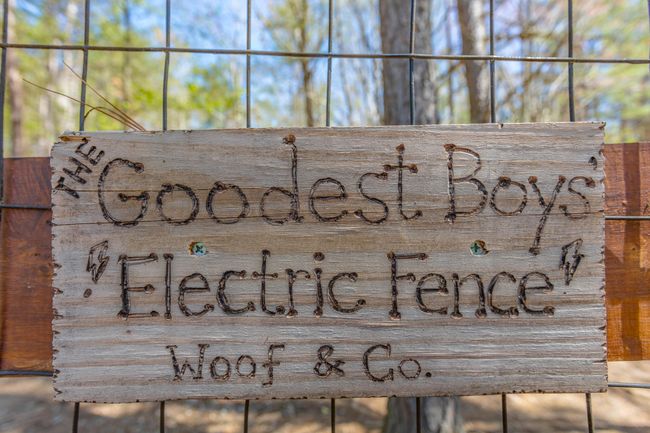 THE Goodest Boys'
"Electric Fence"
Woof & Co.